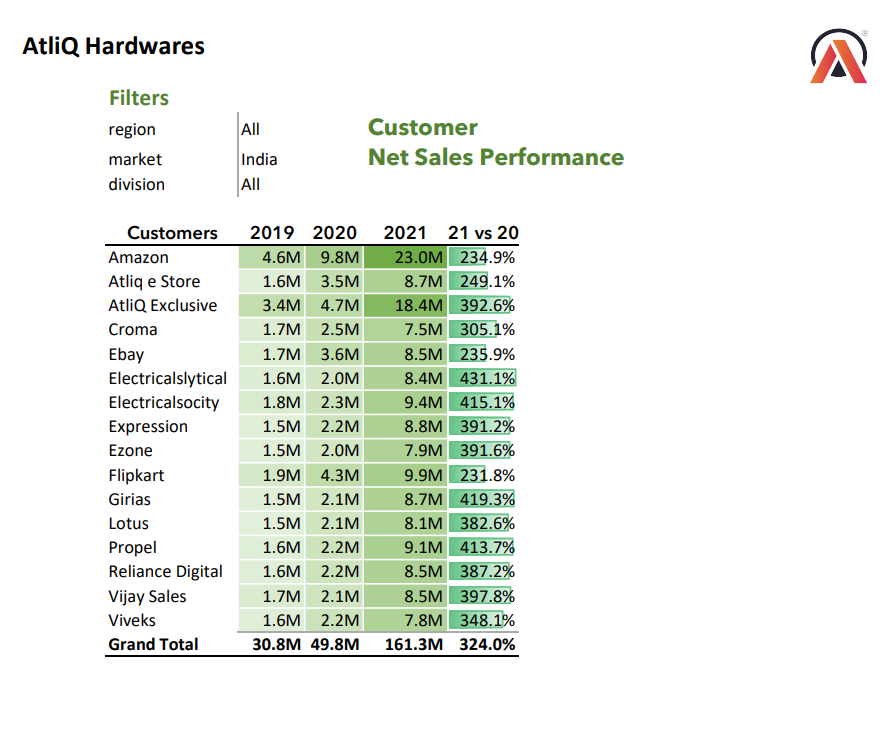 AtliQ Hardwares
Filters
region All
market India
division All
Customer
Net Sales Performance
Customers 2019 2020 2021 21 vs 20
Amazon 4.6M 9.8M 23.0M 234.9%
Atliq e Store 1.6M 3.5M 8.7M 249.1%
AtliQ Exclusive 3.4M 4.7M 18.4M 392.6%
Croma 1.7M 2.5M 7.5M 305.1%
Ebay 1.7M 3.6M 8.5M 235.9%
Electricalslytical 1.6M 2.0M 8.4M 431.1%
Electricalsocity 1.8M 2.3M 9.4M 415.1%
Expression 1.5M 2.2M 8.8M 391.2%
Ezone 1.5M 2.0M 7.9M 391.6%
Flipkart 1.9M 4.3M 9.9M 231.8%
Girias 1.5M 2.1M 8.7M 419.3%
Lotus 1.5M 2.1M 8.1M 382.6%
Propel 1.6M 2.2M 9.1M 413.7%
Reliance Digital 1.6M 2.2M 8.5M 387.2%
Vijay Sales 1.7M 2.1M 8.5M 397.8%
Viveks 1.6M 2.2M 7.8M 348.1%
Grand Total 30.8M 49.8M 161.3M 324.0%